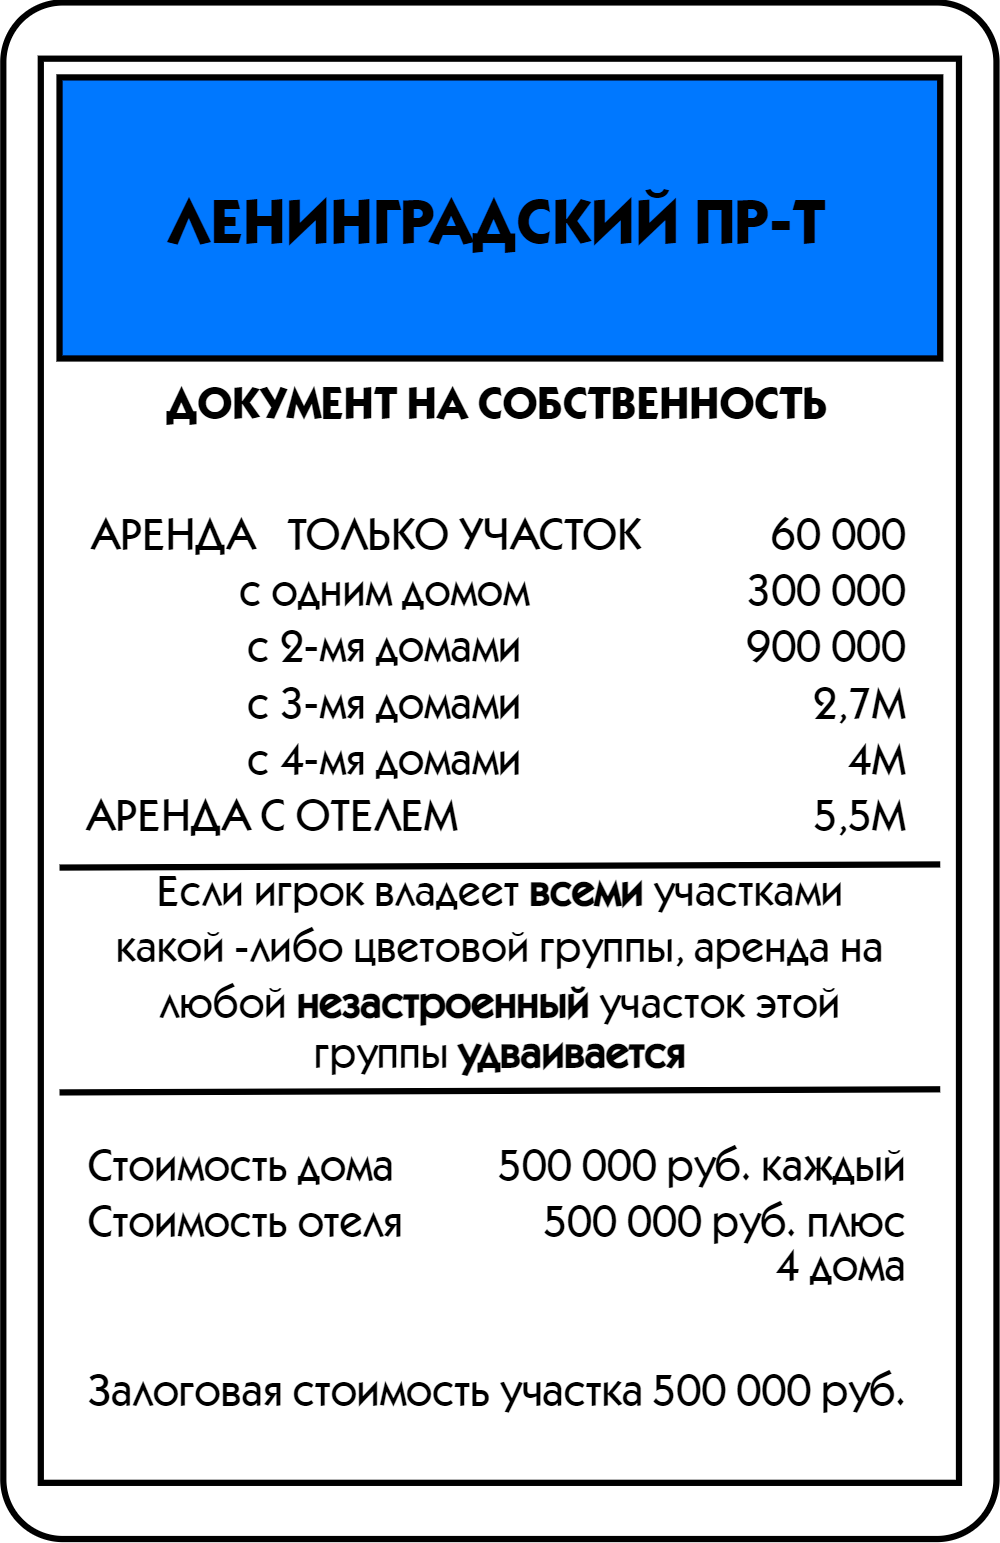 ЛЕНИНГРАДСКИЙ ПР-Т
ДОКУМЕНТ НА СОБСТВЕННОСТЬ
АРЕНДА ТОЛЬКО УЧАСТОК 60 000
с одним домом 300 000
с 2-мя домами 900 000
с 3-мя домами 2,7М
с 4-мя домами 4М
АРЕНДА С ОТЕЛЕМ 5,5М
Если игрок владеет всеми участками
какой -либо цветовой группы, аренда на
любой незастроенный участок этой
группы удваивается
Стоимость дома 500 000 руб. каждый
Стоимость отеля 500 000 руб. плюс
4 дома
Залоговая стоимость участка 500 000 руб.